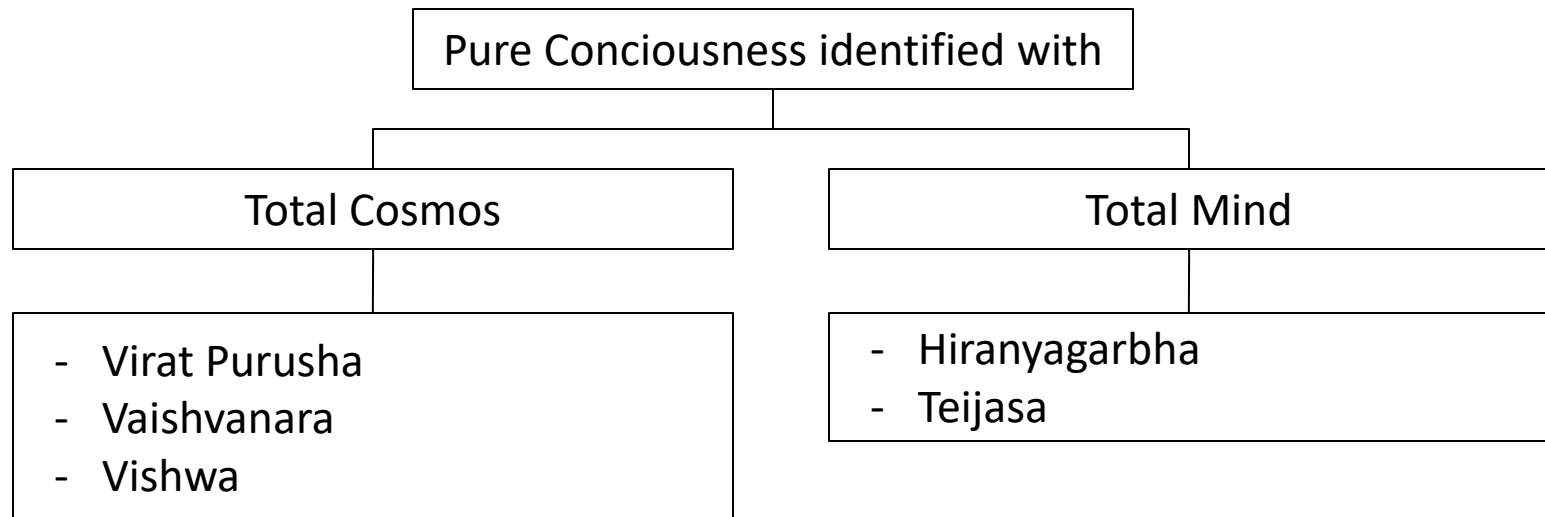 Pure Conciousness identified with
Total Cosmos
Total Mind
- Virat Purusha
- Vaishvanara
- Vishwa
- Hiranyagarbha
- Teijasa